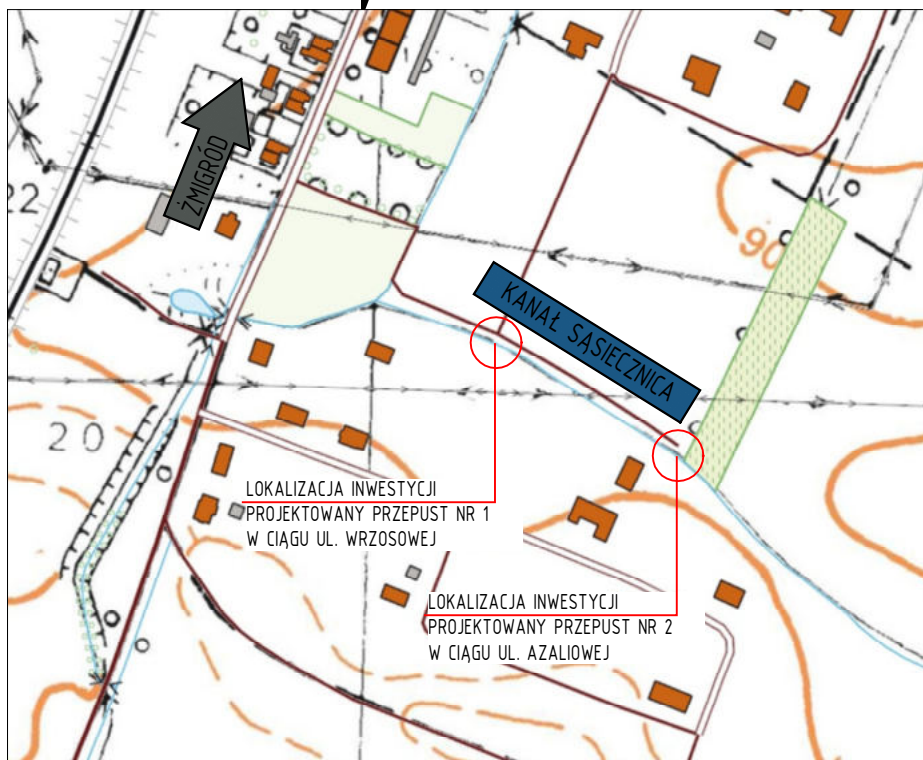 ŻMIGRÓD
22
90
KANAŁ SĄSIECZNICA
20
LOKALIZACJA INWESTYCJI
PROJEKTOWANY PRZEPUST NR 1
W CIĄGU UL. WRZOSOWEJ
LOKALIZACJA INWESTYCJI
PROJEKTOWANY PRZEPUST NR 2
W CIĄGU UL. AZALIOWEJ